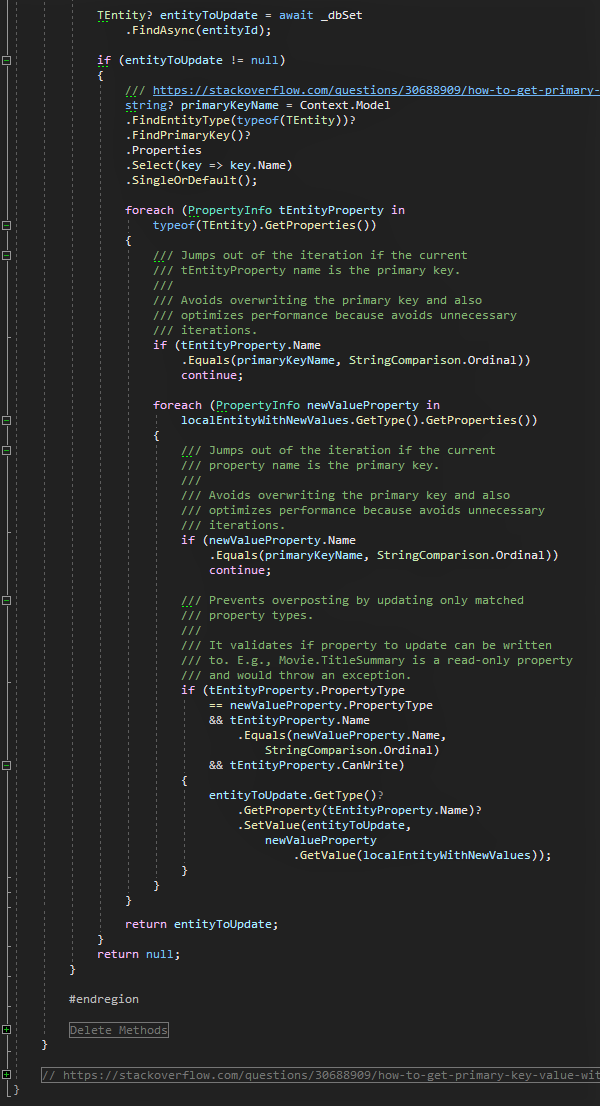 TEntity? entityToUpdate = await _dbSet
.FindAsync(entityId);
if (entityToUpdate != null)
{
/// https://stackoverflow.com/questions/30688909/how-to-get-primary-
string? primaryKeyName = Context.Model
.FindEntityType(typeof(TEntity))?
.FindPrimaryKey()?
.Properties
.Select(key => key.Name)
.SingleOrDefault();
foreach (PropertyInfo tEntityProperty in
typeof(TEntity).GetProperties())
{
/// Jumps out of the iteration if the current
/// tEntityProperty name is the primary key.
///
/// Avoids overwriting the primary key and also
/// optimizes performance because avoids unnecessary
/// iterations.
if (tEntityProperty.Name
.Equals(primaryKeyName, StringComparison.Ordinal))
continue;
foreach (PropertyInfo newValueProperty in
localEntityWithNewValues.GetType().GetProperties())
{
/// Jumps out of the iteration if the current
/// property name is the primary key.
///
/// Avoids overwriting the primary key and also
/// optimizes performance because avoids unnecessary
/// iterations.
if (newValueProperty.Name
.Equals(primaryKeyName, StringComparison.Ordinal))
continue;
/// Prevents overposting by updating only matched
/// property types.
///
/// It validates if property to update can be written
/// to. E.g., Movie.TitleSummary is a read-only property
/// and would throw an exception.
if (tEntityProperty.PropertyType
== newValueProperty.PropertyType
&& tEntityProperty.Name
.Equals(newValueProperty.Name,
StringComparison.Ordinal)
&& tEntityProperty.CanWrite)
{
entityToUpdate.GetType()?
.GetProperty(tEntityProperty.Name)?
.SetValue(entityToUpdate,
newValueProperty
.GetValue(localEntityWithNewValues));
}
}
}
return entityToUpdate;
}
return null;
}
#endregion
Delete Methods
}
// https://stackoverflow.com/questions/30688909/how-to-get-primary-key-value-wit
}